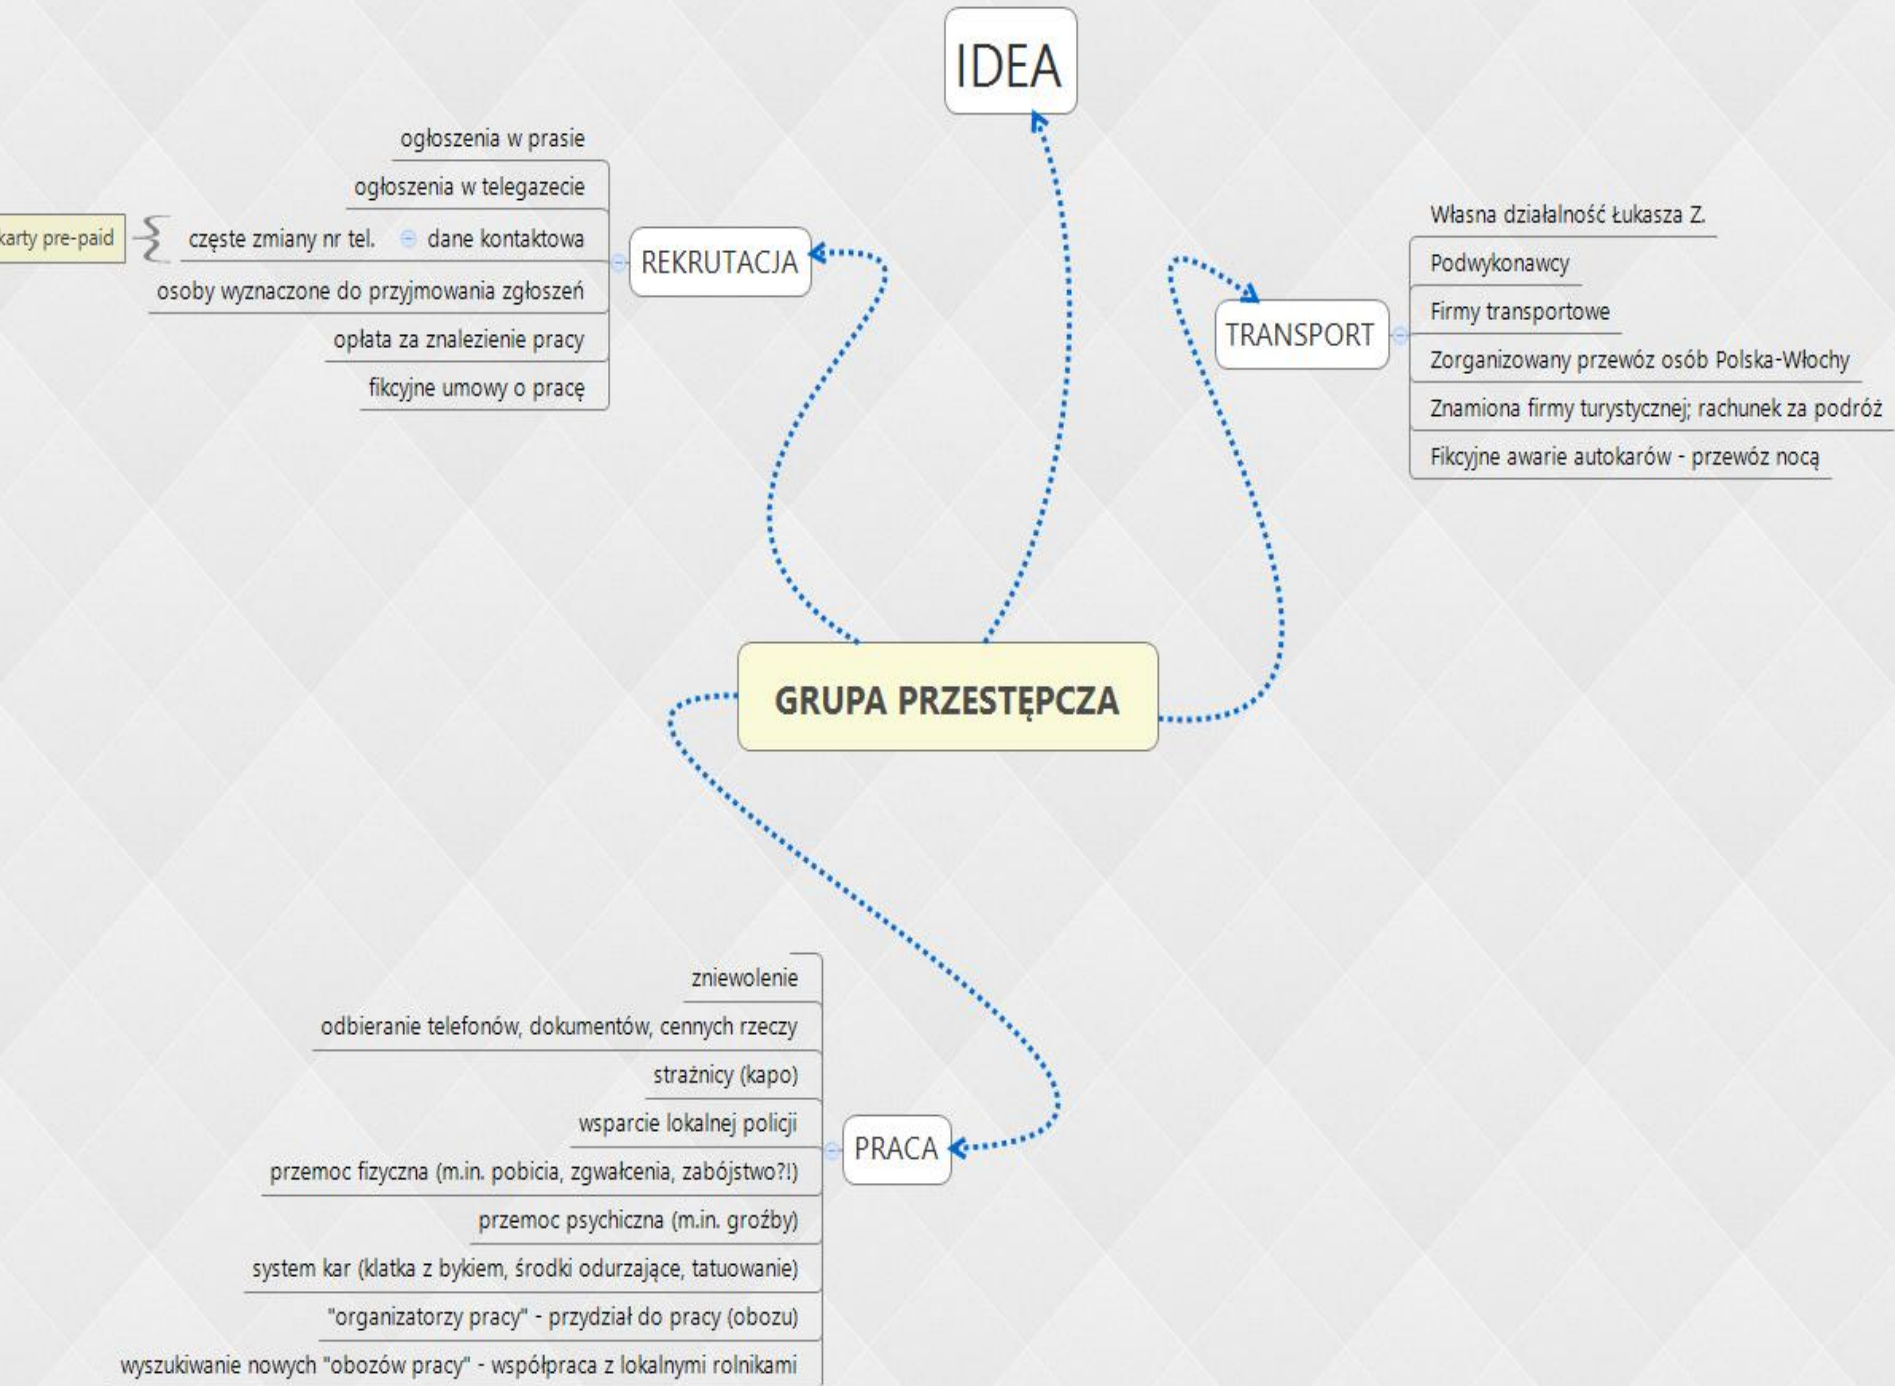 IDEA
ogłoszenia w prasie
ogłoszenia w telegazecie
karty pre-paid
częste zmiany nr tel.
dane kontaktowa
osoby wyznaczone do przyjmowania zgłoszeń
opłata za znalezienie pracy
fikcyjne umowy o pracę
REKRUTACJA
TRANSPORT
Własna działalność Łukasza Z.
Podwykonawcy
Firmy transportowe
Zorganizowany przewóz osób Polska-Włochy
Znamiona firmy turystycznej; rachunek za podróż
Fikcyjne awarie autokarów - przewóz nocą
GRUPA PRZESTĘPCZA
zniewolenie
odbieranie telefonów, dokumentów, cennych rzeczy
strażnicy (kapo)
wsparcie lokalnej policji
przemoc fizyczna (m.in. pobicia, zgwałcenia, zabójstwo?!)
przemoc psychiczna (m.in. groźby)
system kar (klatka z bykiem, środki odurzające, tatuowanie)
"organizatorzy pracy" - przydział do pracy (obozu)
wyszukiwanie nowych "obozów pracy" - współpraca z lokalnymi rolnikami
PRACA